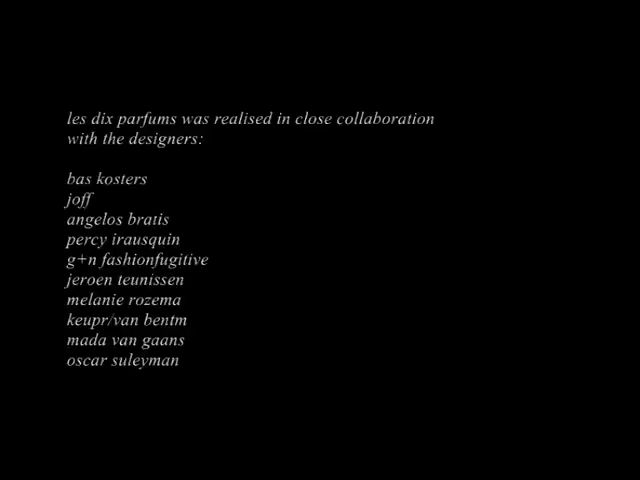 les dix parfums was realised in close collaboration
with the designers:
bas kosters
joff
angelos bratis
percy irausquin
g+n fashionfugitive
jeroen teunissen
melanie rozema
keupr/van bentm
mada van gaans
oscar suleyman